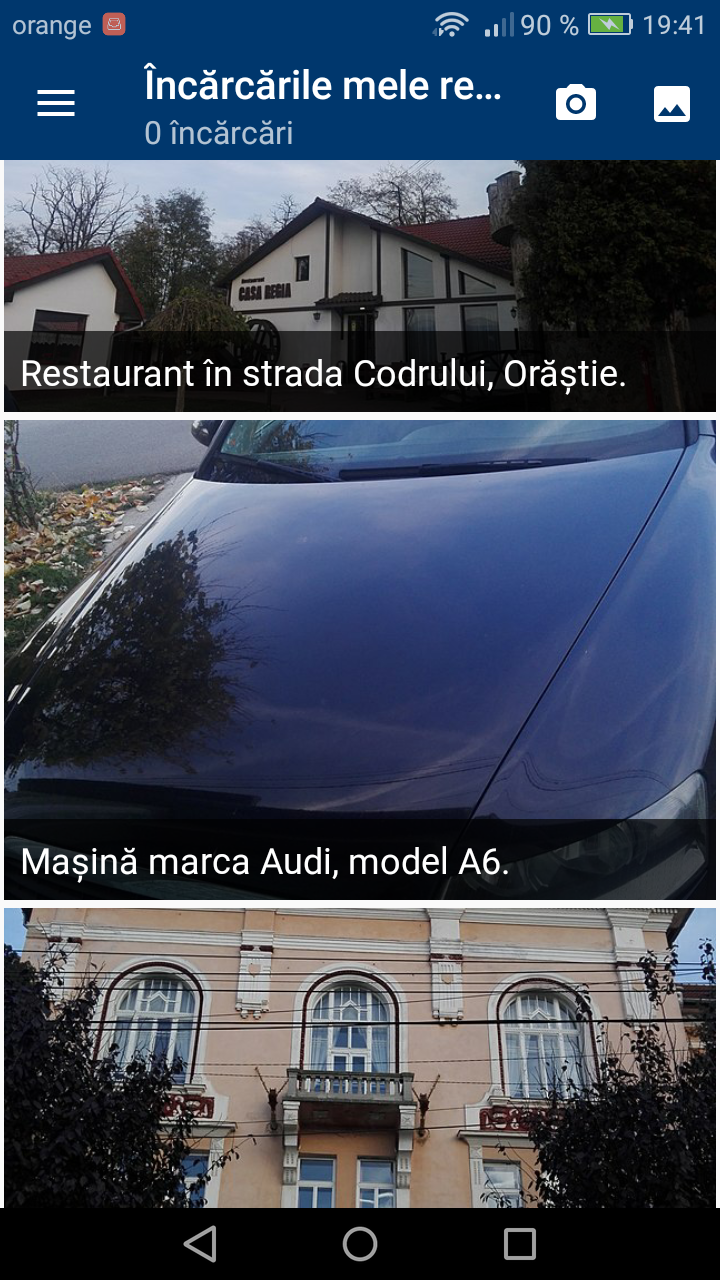 orange
90 %
19:41
Încărcările mele re...
0 încărcări
Restaurant
CASA REGIA
Restaurant în strada Codrului, Orăștie.
Mașină marca Audi, model A6.